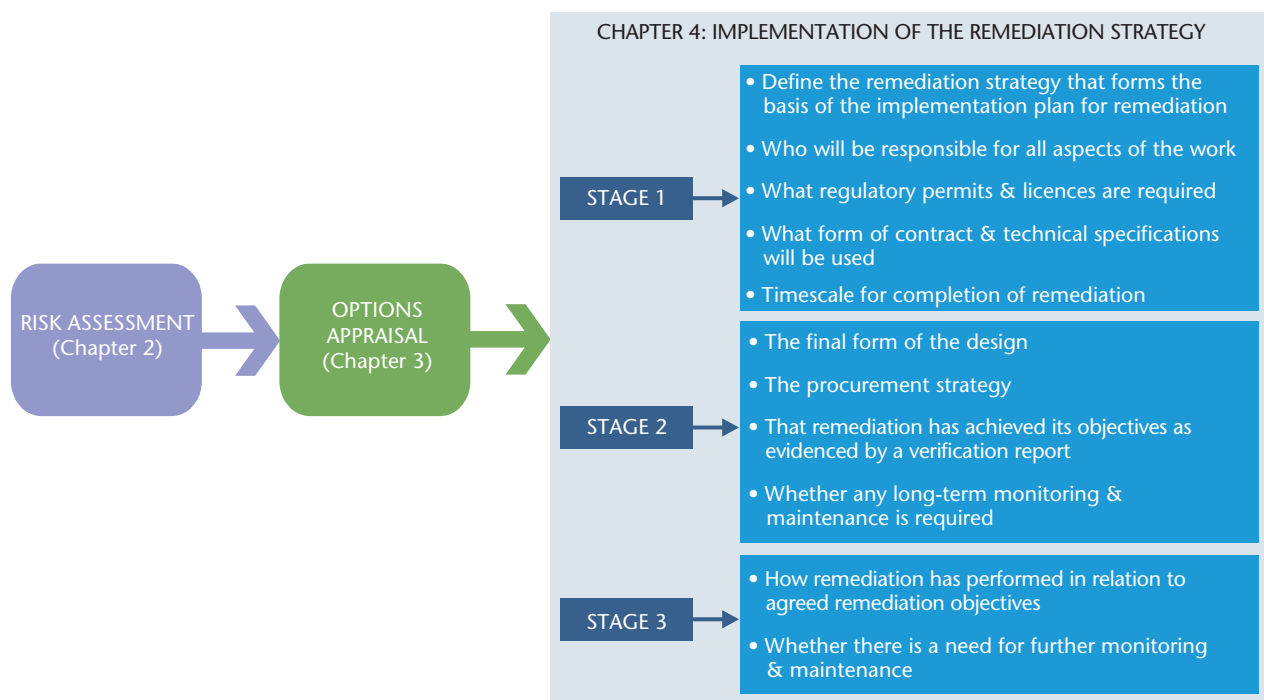 CHAPTER 4: IMPLEMENTATION OF THE REMEDIATION STRATEGY
RISK ASSESSMENT
(Chapter 2)
OPTIONS
APPRAISAL
(Chapter 3)
STAGE 1
• Define the remediation strategy that forms the
basis of the implementation plan for remediation
• Who will be responsible for all aspects of the work
• What regulatory permits & licences are required
• What form of contract & technical specifications
will be used
• Timescale for completion of remediation
STAGE 2
• The final form of the design
• The procurement strategy
• That remediation has achieved its objectives as
evidenced by a verification report
• Whether any long-term monitoring &
maintenance is required
STAGE 3
• How remediation has performed in relation to
agreed remediation objectives
• Whether there is a need for further monitoring
& maintenance